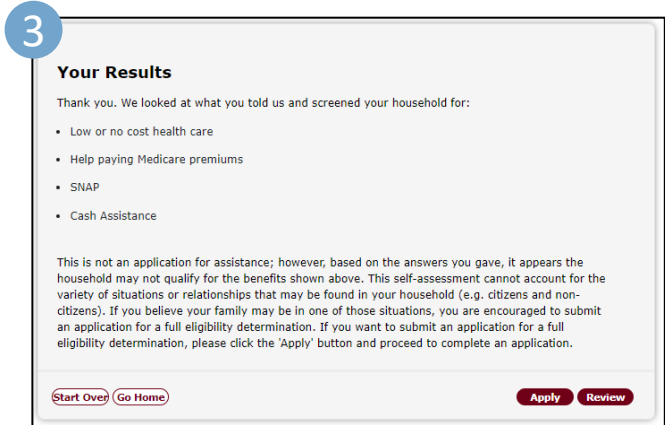 3
Your Results
Thank you. We looked at what you told us and screened your household for:
• Low or no cost health care
• Help paying Medicare premiums
• SNAP
• Cash Assistance
This is not an application for assistance; however, based on the answers you gave, it appears the
household may not qualify for the benefits shown above. This self-assessment cannot account for the
variety of situations or relationships that may be found in your household (e.g. citizens and non-
citizens). If you believe your family may be in one of those situations, you are encouraged to submit
an application for a full eligibility determination. If you want to submit an application for a full
eligibility determination, please click the 'Apply' button and proceed to complete an application.
Start Over Go Home Apply Review